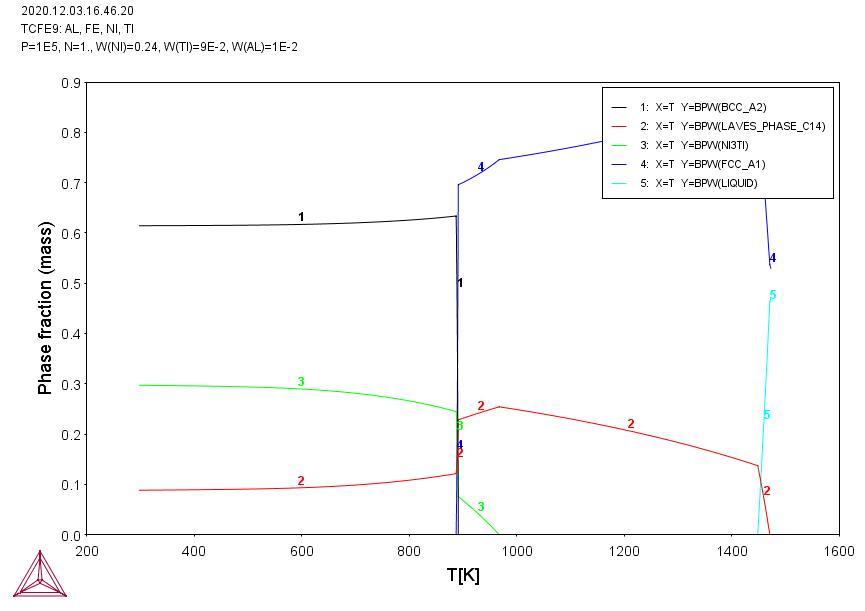 2020.12.03.16.46.20
TCFE9: AL, FE, NI, TI
P=1E5, N=1., W(NI)=0.24, W(TI)=9E-2, W(AL)=1E-2
0.9
1: X=T Y=BPW(BCC_A2)
2: X=T Y=BPW(LAVES_PHASE_C14)
3: X=T Y=BPW(NI3TI)
4: X=T Y=BPW(FCC_A1)
5: X=T Y=BPW(LIQUID)
0.8
0.7
0.6
0.5
0.4
0.3
0.2
0.1
0.0
Phase fraction (mass)
4
1
4
1
5
3
2
2
5
3
4
2
2
2
3
200 400 600 800 1000 1200 1400 1600
T[K]